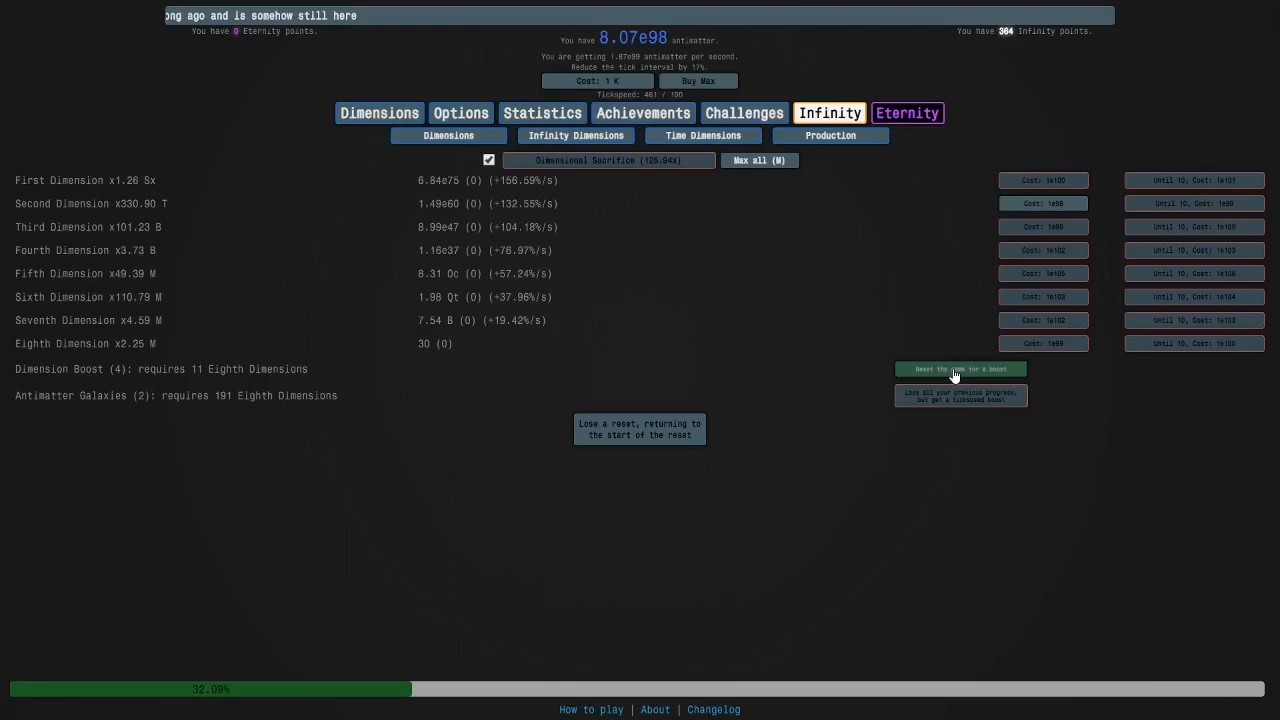 ong ago and is somehow still here
You have 0 Eternity points.
You have 8.07e98 antimatter.
You have 364 Infinity points.
You are getting 1.87e99 antimatter per second.
Reduce the tick interval by 17%.
Cost: 1 K Buy Max
Tickspeed: 461 / 100
Dimensions Options Statistics Achievements Challenges Infinity Eternity
Dimensions Infinity Dimensions Time Dimensions Production
Dimensional Sacrifice (126.94x) Max all (M)
First Dimension x1.26 Sx 6.84e75 (0) (+156.59%/s) Cost: 1e100 Until 10, Cost: 1e101
Second Dimension x330.90 T 1.49e60 (0) (+132.55%/s) Cost: 1e98 Until 10, Cost: 1e99
Third Dimension x101.23 B 8.99e47 (0) (+104.18%/s) Cost: 1e99 Until 10, Cost: 1e100
Fourth Dimension x3.73 B 1.16e37 (0) (+76.97%/s) Cost: 1e102 Until 10, Cost: 1e103
Fifth Dimension x49.39 M 8.31 Oc (0) (+57.24%/s) Cost: 1e105 Until 10, Cost: 1e106
Sixth Dimension x110.79 M 1.98 Qt (0) (+37.96%/s) Cost: 1e103 Until 10, Cost: 1e104
Seventh Dimension x4.59 M 7.54 B (0) (+19.42%/s) Cost: 1e102 Until 10, Cost: 1e103
Eighth Dimension x2.25 M 30 (0) Cost: 1e99 Until 10, Cost: 1e100
Dimension Boost (4): requires 11 Eighth Dimensions Reset the game for a boost
Antimatter Galaxies (2): requires 191 Eighth Dimensions Lose all your previous progress,
but get a tickspeed boost
Lose a reset, returning to
the start of the reset
32.09%
How to play | About | Changelog